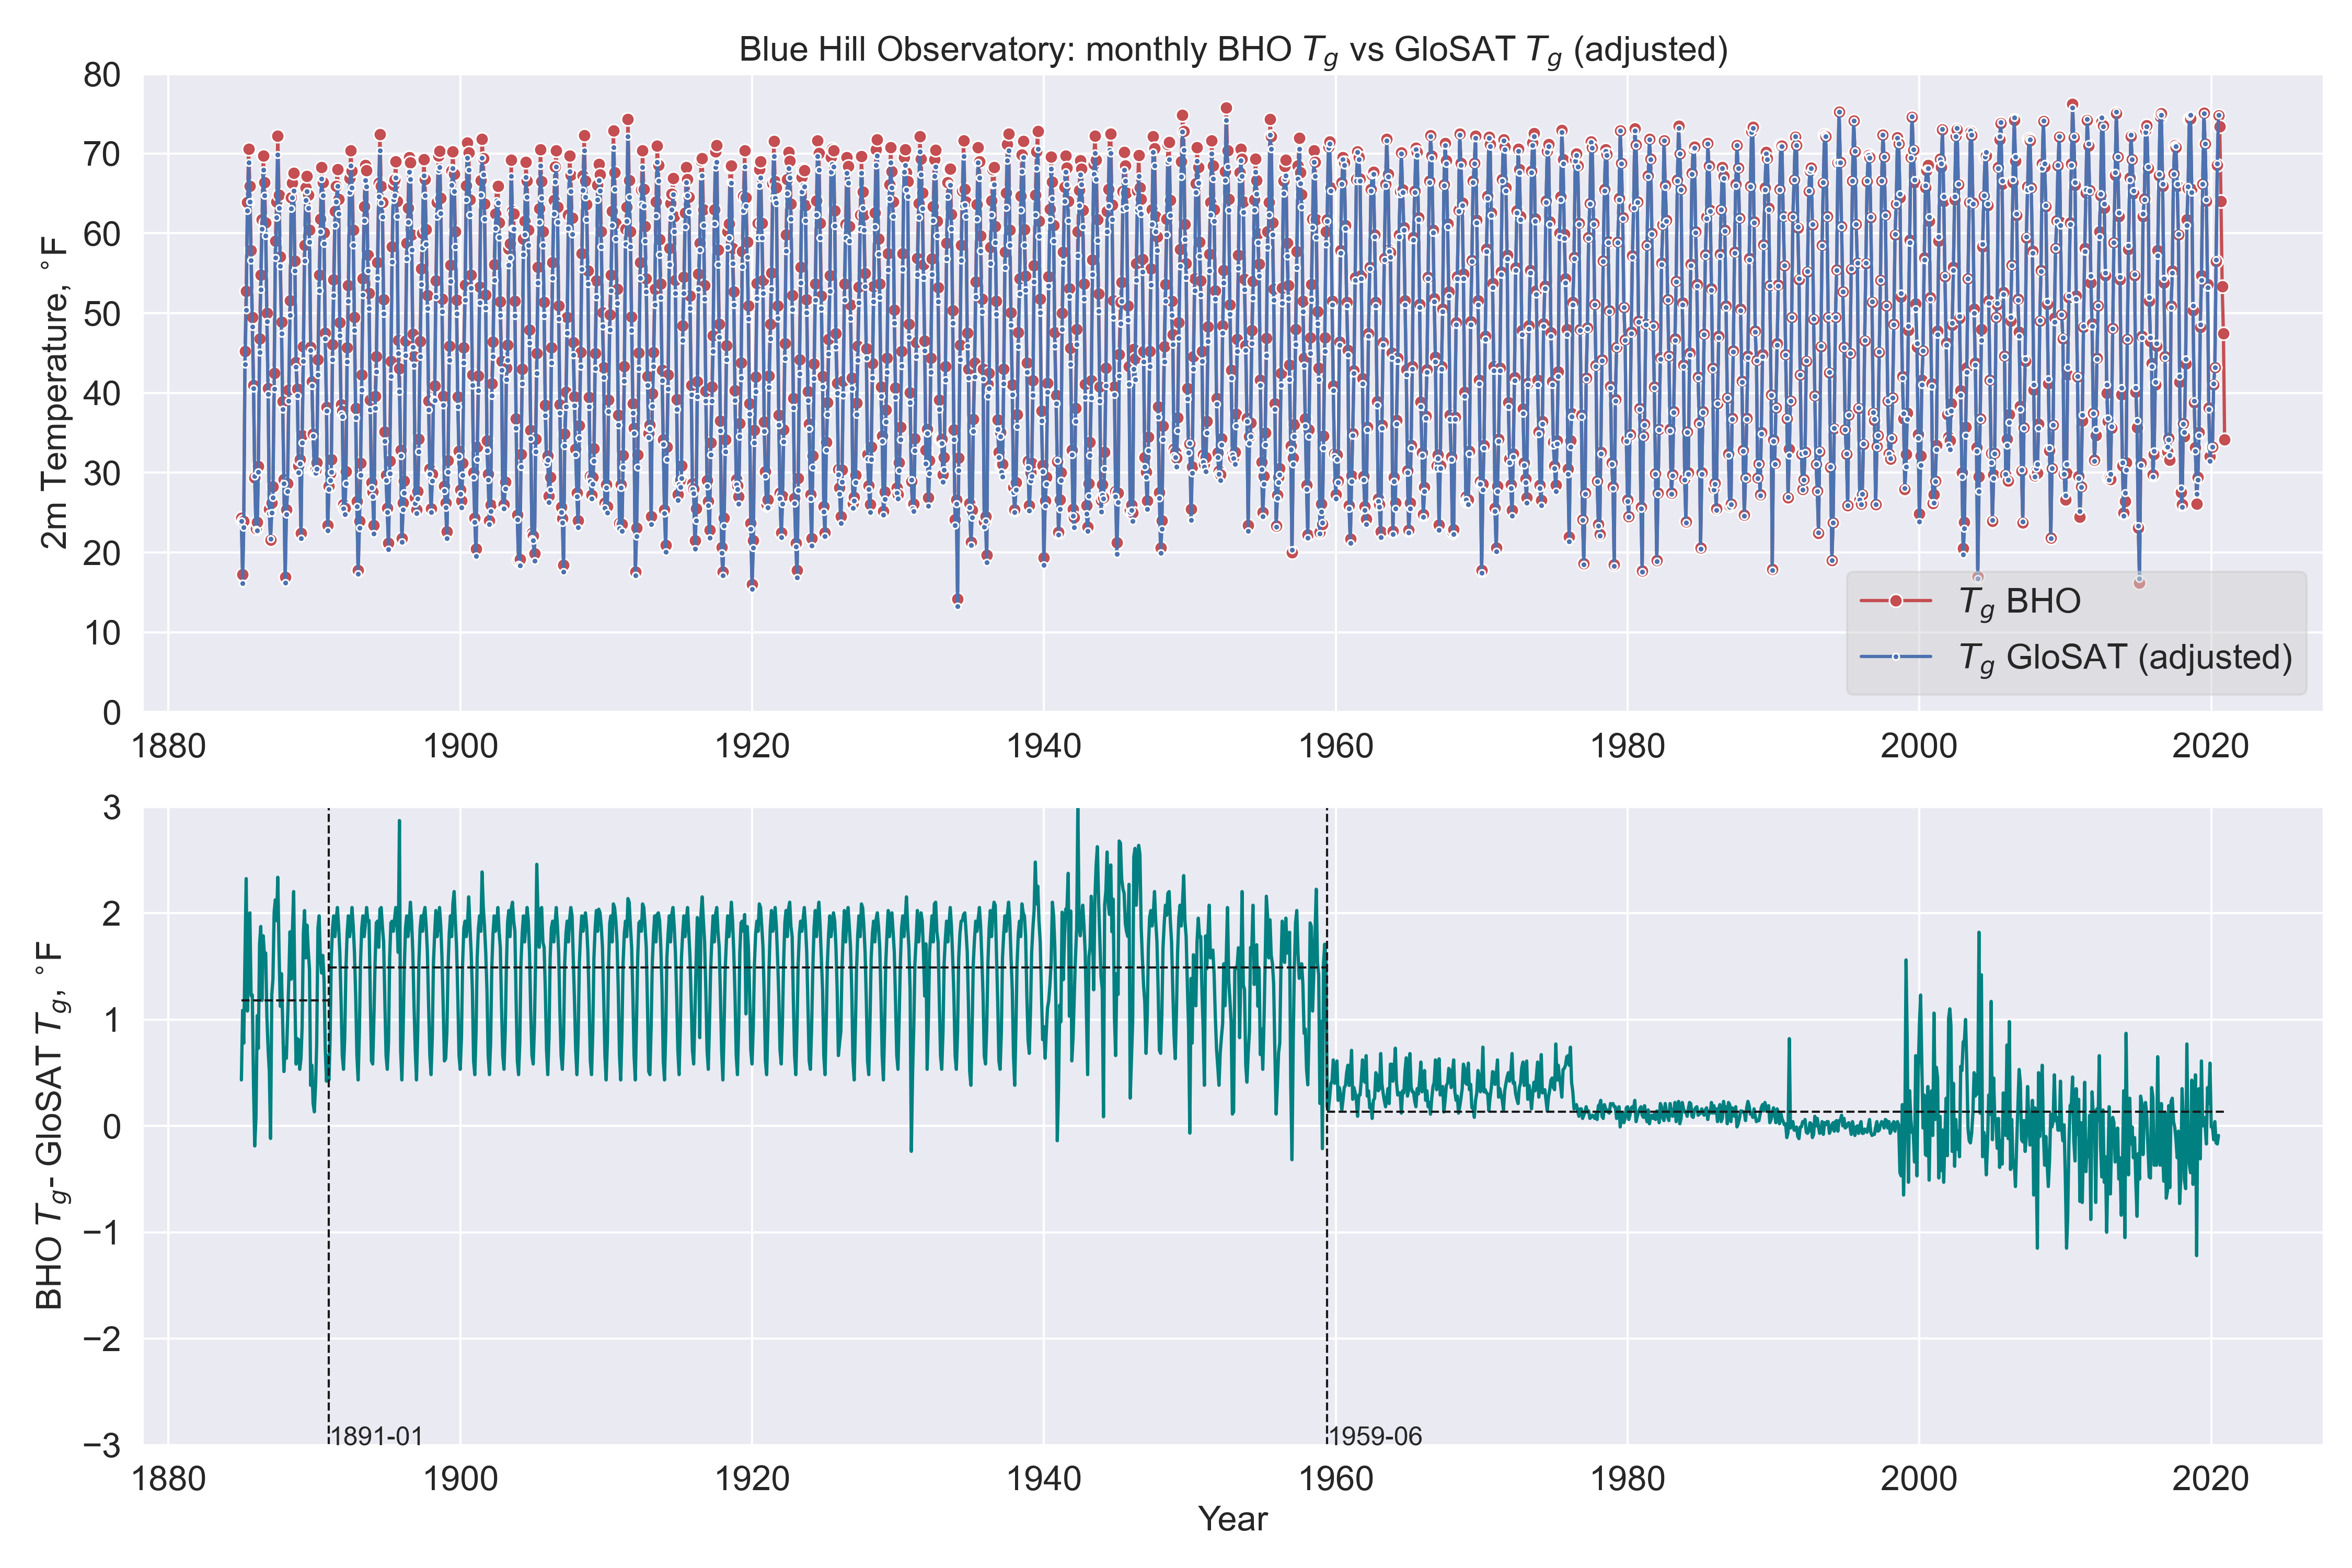 Blue Hill Observatory: monthly BHO Tg vs GloSAT Tg (adjusted)
2m Temperature, °F
80
70
60
50
40
30
20
10
0
Tg BHO
Tg GloSAT (adjusted)
1880 1900 1920 1940 1960 1980 2000 2020
BHO Tg- GloSAT Tg, °F
3
2
1
0
−1
−2
−3
1891-01 1959-06
1880 1900 1920 1940 1960 1980 2000 2020
Year